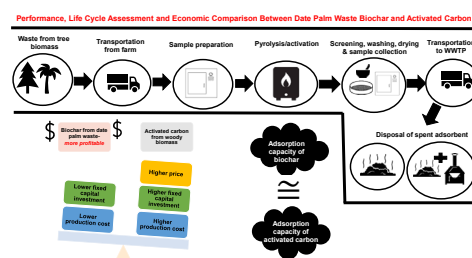 Performance, Life Cycle Assessment and Economic Comparison Between Date Palm Waste Biochar and Activated Carbon
Waste from tree
biomass
Transportation
from farm
Sample preparation
Pyrolysis/activation
Screening, washing, drying
& sample collection
Transportation
to WWTP
Disposal of spent adsorbent
$
Biochar from date
palm waste-
more profitable
$
Activated carbon
from woody
biomass
Higher price
Lower fixed
capital
investment
Higher fixed
capital
investment
Lower
production cost
Higher
production cost
Adsorption
capacity of
biochar
≅
Adsorption
capacity of
activated carbon